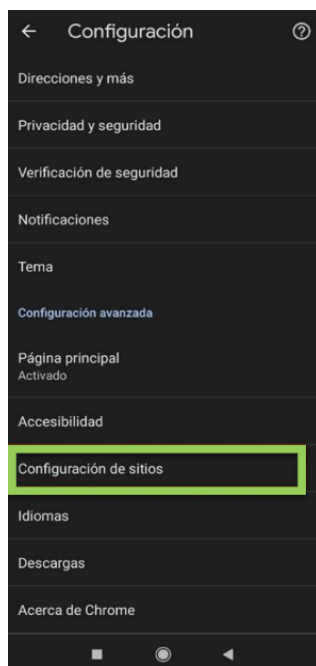 Configuración
Direcciones y más
Privacidad y seguridad
Verificación de seguridad
Notificaciones
Tema
Configuración avanzada
Página principal
Activado
Accesibilidad
Configuración de sitios
Idiomas
Descargas
Acerca de Chrome